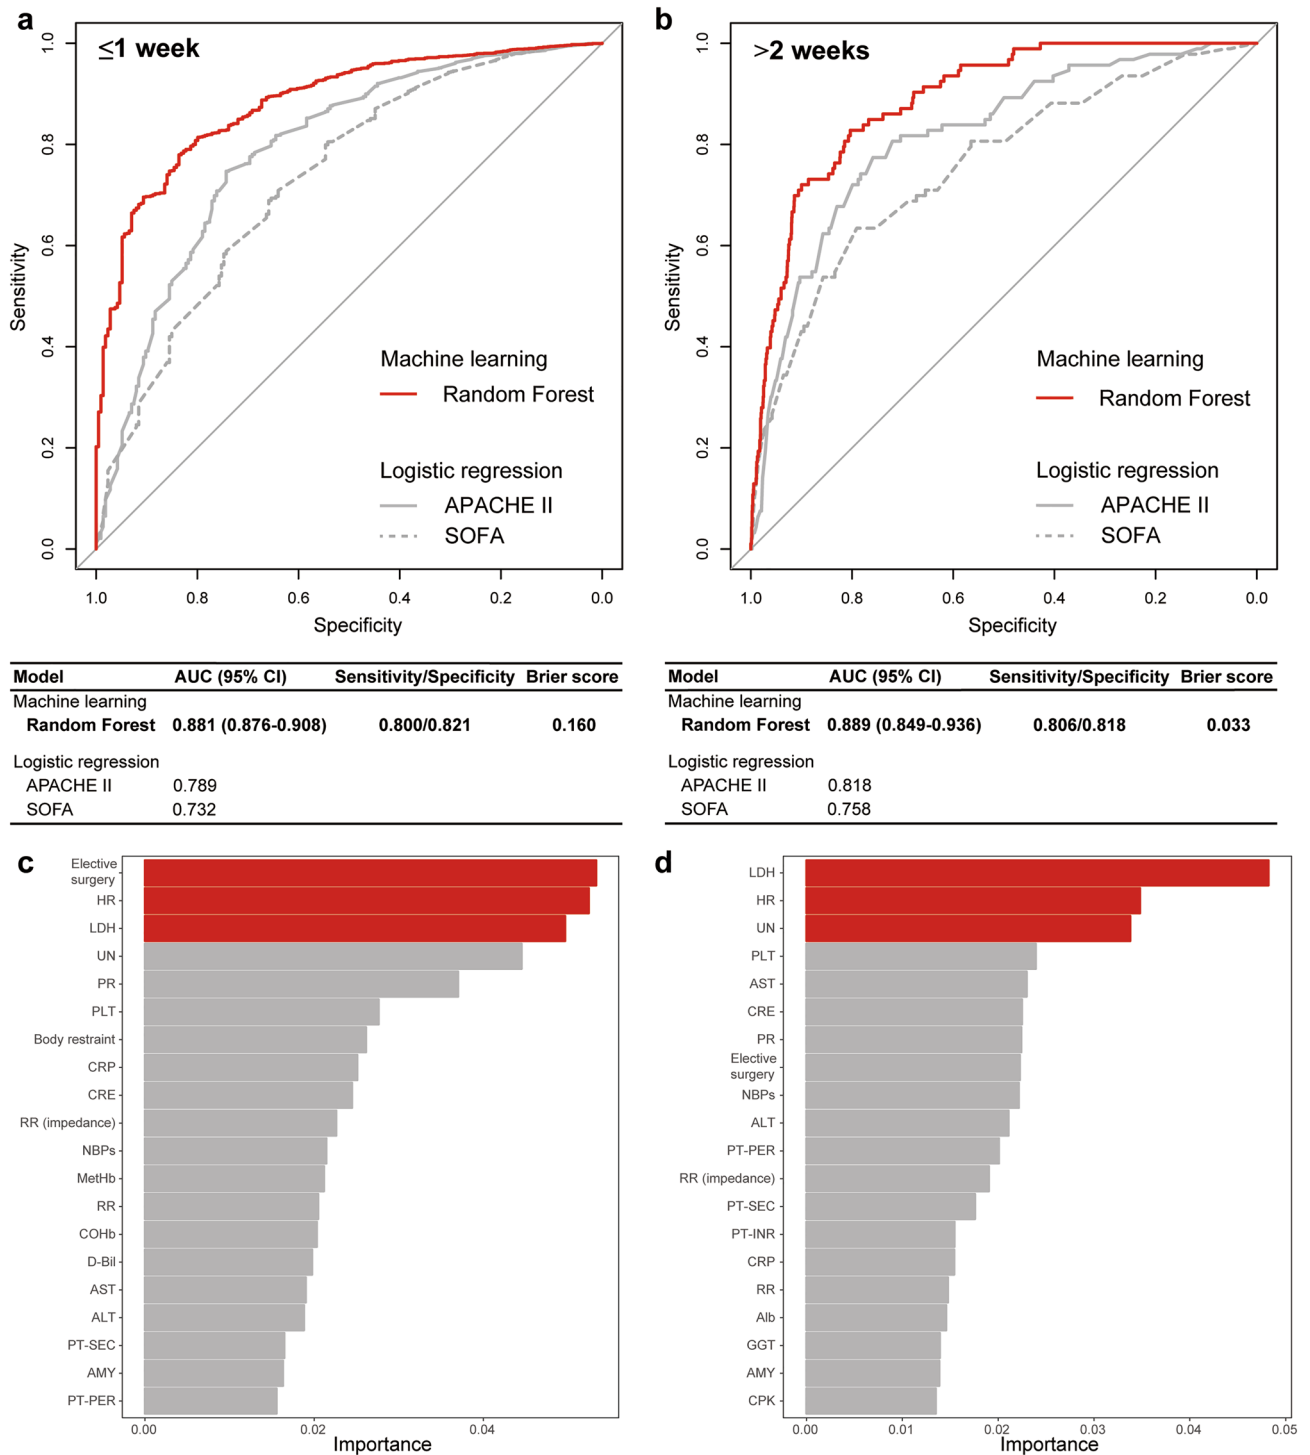 a
≤1 week
1.0
0.8
0.6
0.4
0.2
0.0
Sensitivity
Machine learning
Random Forest
Logistic regression
APACHE II
SOFA
1.0 0.8 0.6 0.4 0.2 0.0
Specificity
b
>2 weeks
1.0
0.8
0.6
0.4
0.2
0.0
Sensitivity
Machine learning
Random Forest
Logistic regression
APACHE II
SOFA
1.0 0.8 0.6 0.4 0.2 0.0
Specificity
Model AUC (95% CI) Sensitivity/Specificity Brier score
Machine learning
Random Forest 0.881 (0.876-0.908) 0.800/0.821 0.160
Logistic regression
APACHE II 0.789
SOFA 0.732
Model AUC (95% CI) Sensitivity/Specificity Brier score
Machine learning
Random Forest 0.889 (0.849-0.936) 0.806/0.818 0.033
Logistic regression
APACHE II 0.818
SOFA 0.758
c
Elective
surgery
HR
LDH
UN
PR
PLT
Body restraint
CRP
CRE
RR (impedance)
NBPs
MetHb
RR
COHb
D-Bil
AST
ALT
PT-SEC
AMY
PT-PER
0.00 0.02 0.04
Importance
d
LDH
HR
UN
PLT
AST
CRE
PR
Elective
surgery
NBPs
ALT
PT-PER
RR (impedance)
PT-SEC
PT-INR
CRP
RR
Alb
GGT
AMY
CPK
0.00 0.01 0.02 0.03 0.04 0.05
Importance